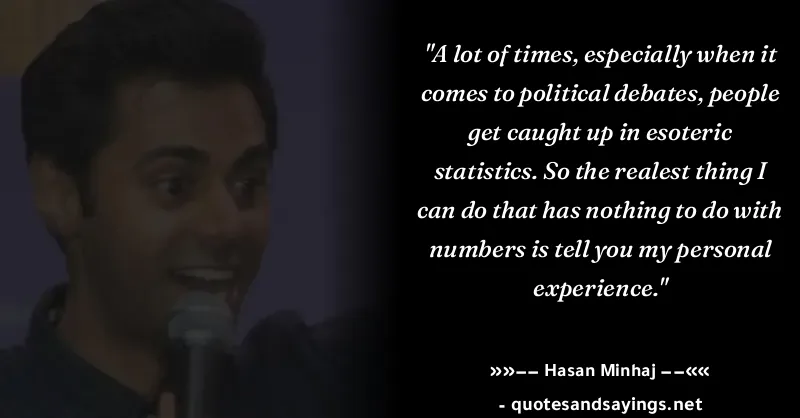 "A lot of times, especially when it
comes to political debates, people
get caught up in esoteric
statistics. So the realest thing I
can do that has nothing to do with
numbers is tell you my personal
experience."
»»−− Hasan Minhaj −−««
- quotesandsayings.net